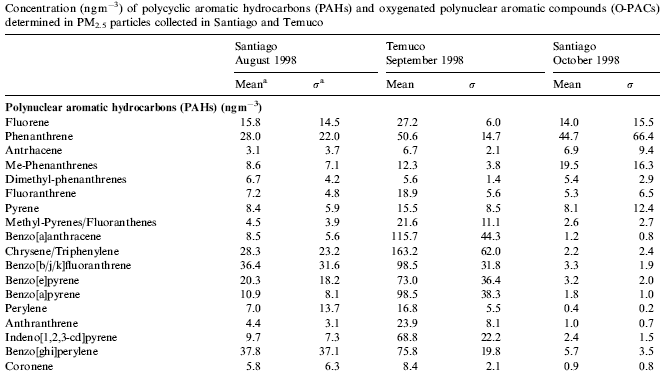 Concentration (ng m−3) of polycyclic aromatic hydrocarbons (PAHs) and oxygenated polynuclear aromatic compounds (O-PACs)
determined in PM2.5 particles collected in Santiago and Temuco
Santiago Temuco Santiago
August 1998 September 1998 October 1998
Meana σa Mean σ Mean σ
Polynuclear aromatic hydrocarbons (PAHs) (ng m−3)
Fluorene 15.8 14.5 27.2 6.0 14.0 15.5
Phenanthrene 28.0 22.0 50.6 14.7 44.7 66.4
Antrhacene 3.1 3.7 6.7 2.1 6.9 9.4
Me-Phenanthrenes 8.6 7.1 12.3 3.8 19.5 16.3
Dimethyl-phenanthrenes 6.7 4.2 5.6 1.4 5.4 2.9
Fluoranthrene 7.2 4.8 18.9 5.6 5.3 6.5
Pyrene 8.4 5.9 15.5 8.5 8.1 12.4
Methyl-Pyrenes/Fluoranthenes 4.5 3.9 21.6 11.1 2.6 2.7
Benzo[a]anthracene 8.5 5.6 115.7 44.3 1.2 0.8
Chrysene/Triphenylene 28.3 23.2 163.2 62.0 2.2 2.4
Benzo[b/j/k]fluoranthrene 36.4 31.6 98.5 31.8 3.3 1.9
Benzo[e]pyrene 20.3 18.2 73.0 36.4 3.2 2.0
Benzo[a]pyrene 10.9 8.1 98.5 38.3 1.8 1.0
Perylene 7.0 13.7 16.8 5.5 0.4 0.2
Anthranthrene 4.4 3.1 23.9 8.1 1.0 0.7
Indeno[1,2,3-cd]pyrene 9.7 7.3 68.8 22.2 2.4 1.5
Benzo[ghi]perylene 37.8 37.1 75.8 19.8 5.7 3.5
Coronene 5.8 6.3 8.4 2.1 0.9 0.8